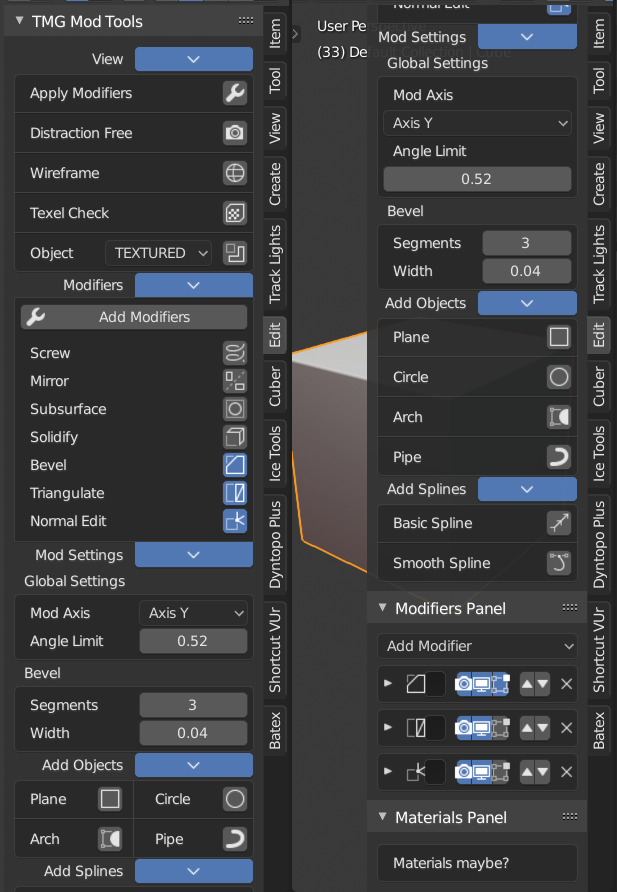 TMG Mod Tools
View
Apply Modifiers
Distraction Free
Wireframe
Texel Check
Object TEXTURED
Modifiers
Add Modifiers
Screw
Mirror
Subsurface
Solidify
Bevel
Triangulate
Normal Edit
Mod Settings
Global Settings
Mod Axis Axis Y
Angle Limit 0.52
Bevel
Segments 3
Width 0.04
Add Objects
Plane Circle
Arch Pipe
Add Splines
Item
Tool
View
Create
Track Lights
Edit
Cuber
Ice Tools
Dyntopo Plus
Shortcut VUr
Batex
User Perspective
(33) Default Collection | Cube
Normal Edit
Mod Settings
Global Settings
Mod Axis
Axis Y
Angle Limit
0.52
Bevel
Segments 3
Width 0.04
Add Objects
Plane
Circle
Arch
Pipe
Add Splines
Basic Spline
Smooth Spline
Modifiers Panel
Add Modifier
Materials Panel
Materials maybe?
Item
Tool
View
Create
Track Lights
Edit
Cuber
Ice Tools
Dyntopo Plus
Shortcut VUr
Batex